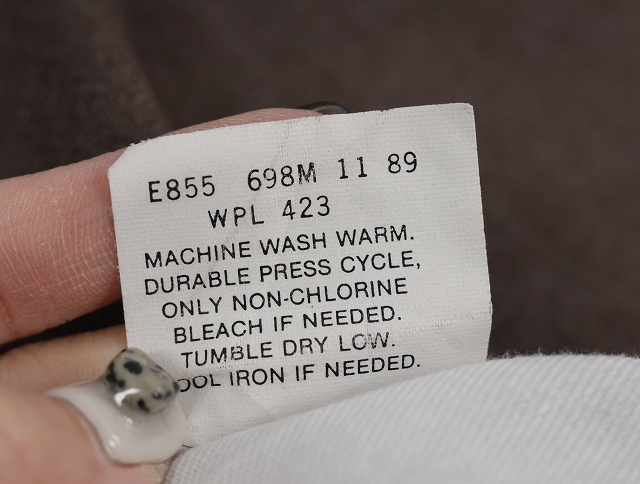 E855 698M 11 89
WPL 423
MACHINE WASH WARM.
DURABLE PRESS CYCLE,
ONLY NON-CHLORINE
BLEACH IF NEEDED.
TUMBLE DRY LOW.
OOL IRON IF NEEDED.